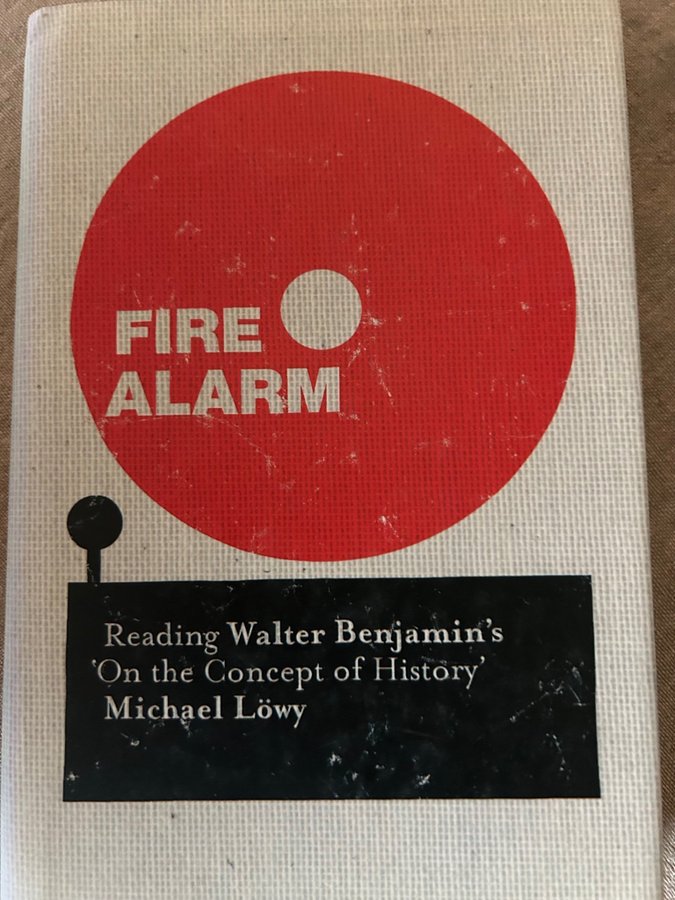 FIRE
ALARM
Reading Walter Benjamin's
'On the Concept of History'
Michael Löwy